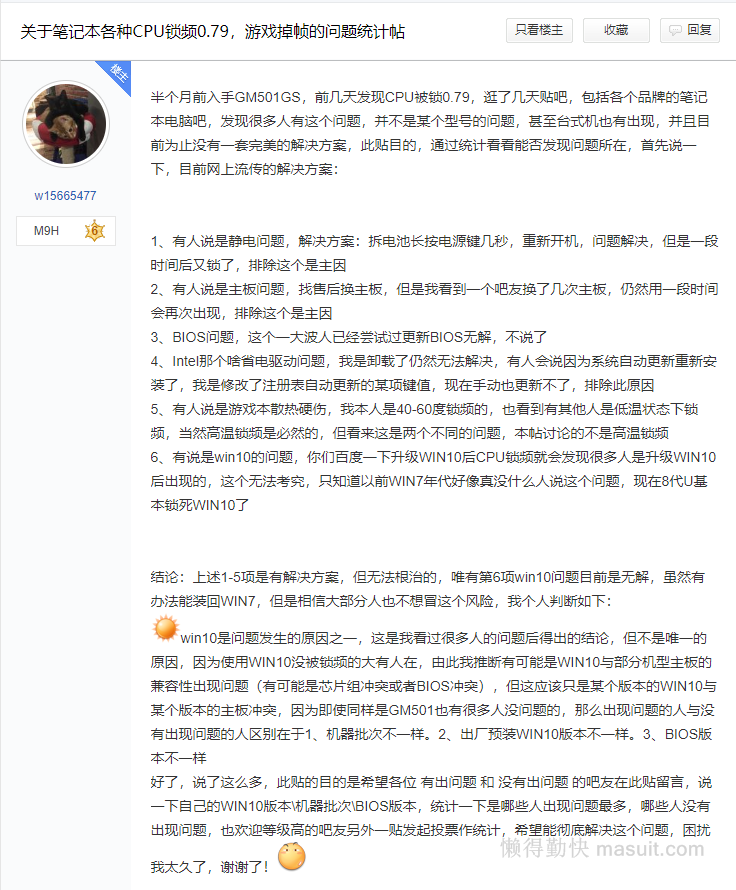 关于笔记本各种CPU锁频0.79，游戏掉帧的问题统计帖
只看楼主
收藏
回复
楼主
半个月前入手GM501GS，前几天发现CPU被锁0.79，逛了几天贴吧，包括各个品牌的笔记
本电脑吧，发现很多人有这个问题，并不是某个型号的问题，甚至台式机也有出现，并且目
前为止没有一套完美的解决方案，此贴目的，通过统计看看能否发现问题所在，首先说一
下，目前网上流传的解决方案：
w15665477
M9H
6
1、有人说是静电问题，解决方案：拆电池长按电源键几秒，重新开机，问题解决，但是一段
时间后又锁了，排除这个是主因
2、有人说是主板问题，找售后换主板，但是我看到一个吧友换了几次主板，仍然用一段时间
会再次出现，排除这个是主因
3、BIOS问题，这个一大波人已经尝试过更新BIOS无解，不说了
4、Intel那个啥省电驱动问题，我是卸载了仍然无法解决，有人会说因为系统自动更新重新安
装了，我是修改了注册表自动更新的某项键值，现在手动也更新不了，排除此原因
5、有人说是游戏本散热硬伤，我本人是40-60度锁频的，也看到有其他人是低温状态下锁
频，当然高温锁频是必然的，但看来这是两个不同的问题，本帖讨论的不是高温锁频
6、有说是win10的问题，你们百度一下升级WIN10后CPU锁频就会发现很多人是升级WIN10
后出现的，这个无法考究，只知道以前WIN7年代好像真没什么人说这个问题，现在8代U基
本锁死WIN10了
结论：上述1-5项是有解决方案，但无法根治的，唯有第6项win10问题目前是无解，虽然有
办法能装回WIN7，但是相信大部分人也不想冒这个风险，我个人判断如下：
win10是问题发生的原因之一，这是我看过很多人的问题后得出的结论，但不是唯一的
原因，因为使用WIN10没被锁频的大有人在，由此我推断有可能是WIN10与部分机型主板的
兼容性出现问题（有可能是芯片组冲突或者BIOS冲突），但这应该只是某个版本的WIN10与
某个版本的主板冲突，因为即使同样是GM501也有很多人没问题的，那么出现问题的人与没
有出现问题的人区别在于1、机器批次不一样。2、出厂预装WIN10版本不一样。3、BIOS版
本不一样
好了，说了这么多，此贴的目的是希望各位 有出问题 和 没有出问题 的吧友在此贴留言，说
一下自己的WIN10版本\机器批次\BIOS版本，统计一下是哪些人出现问题最多，哪些人没有
出现问题，也欢迎等级高的吧友另外一贴发起投票作统计，希望能彻底解决这个问题，困扰
我太久了，谢谢了！
懒得勤快 masuit.com